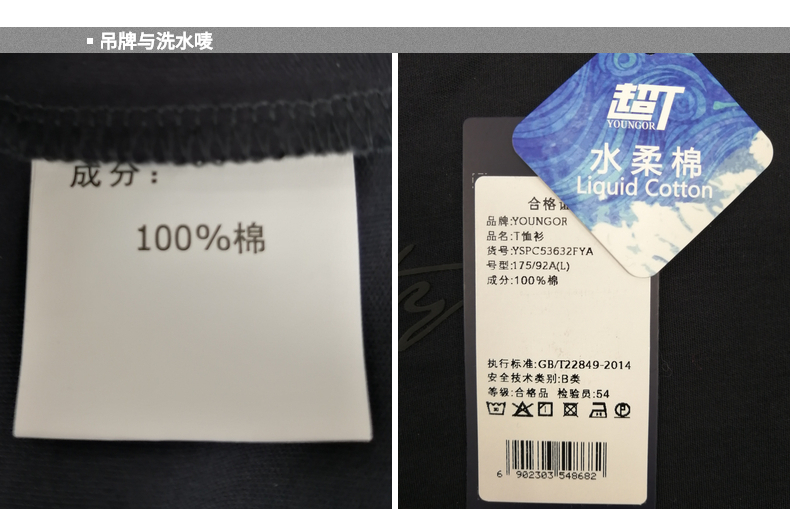 ▪ 吊牌与洗水唛
成分：
100%棉
超T
YOUNGOR
水柔棉
Liquid Cotton
合格证
品牌:YOUNGOR
品名:T恤衫
货号:YSPC53632FYA
号型:175/92A(L)
成分:100%棉
执行标准:GB/T22849-2014
安全技术类别:B类
等级:合格品 检验员:54
6 902303 548682